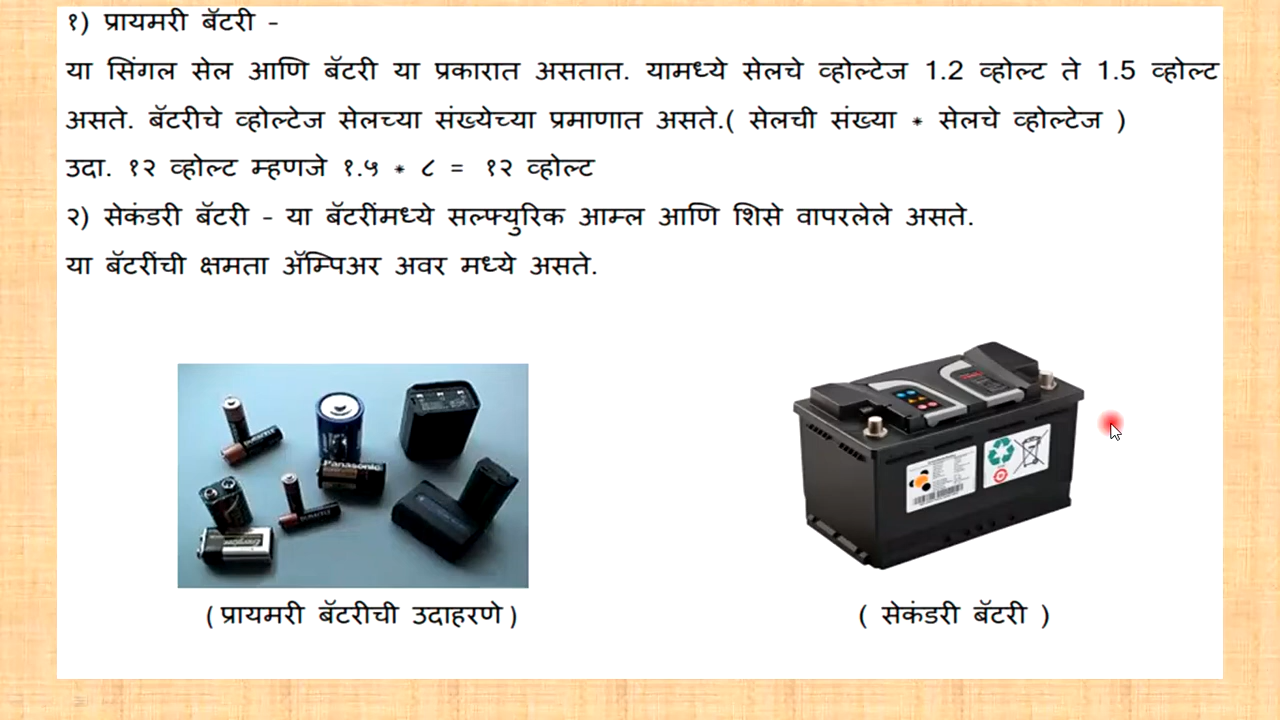 १) प्रायमरी बॅटरी -
या सिंगल सेल आणि बॅटरी या प्रकारात असतात. यामध्ये सेलचे व्होल्टेज 1.2 व्होल्ट ते 1.5 व्होल्ट
असते. बॅटरीचे व्होल्टेज सेलच्या संख्येच्या प्रमाणात असते.( सेलची संख्या * सेलचे व्होल्टेज )
उदा. १२ व्होल्ट म्हणजे १.५ * ८ = १२ व्होल्ट
२) सेकंडरी बॅटरी - या बॅटरींमध्ये सल्फ्युरिक आम्ल आणि शिसे वापरलेले असते.
या बॅटरींची क्षमता ॲम्पिअर अवर मध्ये असते.
Panasonic
(प्रायमरी बॅटरीची उदाहरणे)
( सेकंडरी बॅटरी )